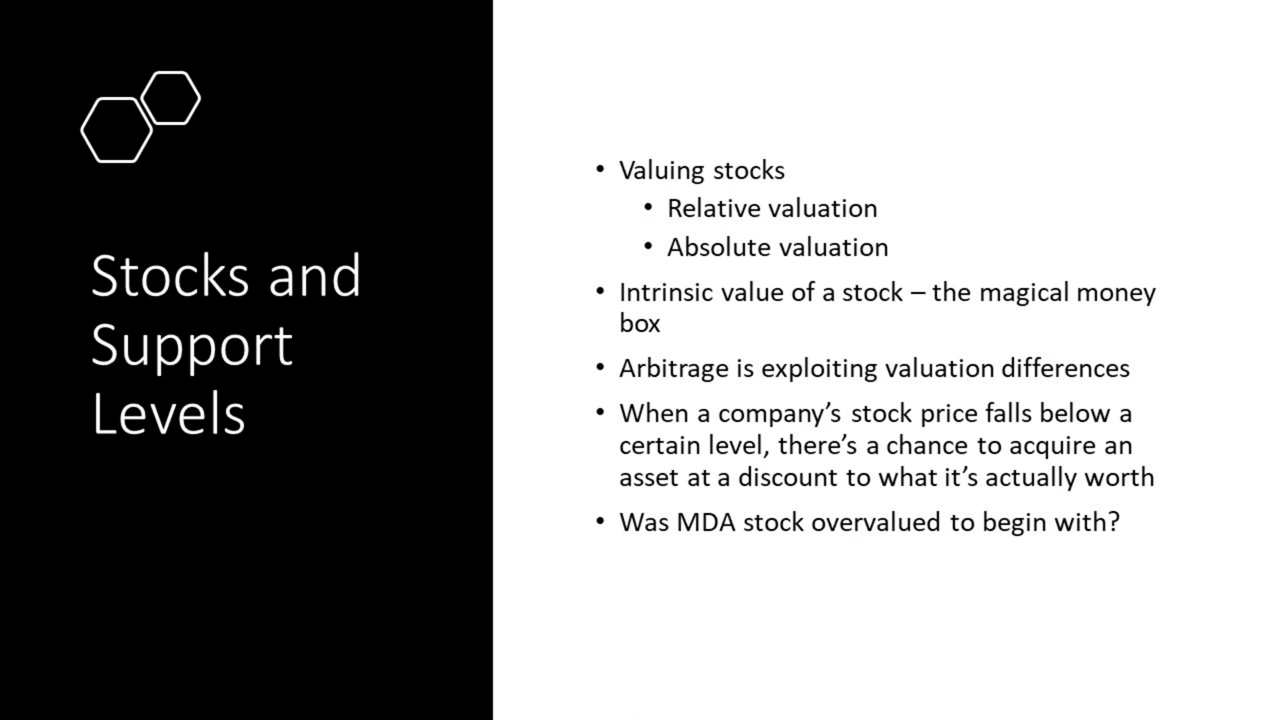 Stocks and
Support
Levels
• Valuing stocks
• Relative valuation
• Absolute valuation
• Intrinsic value of a stock – the magical money
box
• Arbitrage is exploiting valuation differences
• When a company’s stock price falls below a
certain level, there’s a chance to acquire an
asset at a discount to what it’s actually worth
• Was MDA stock overvalued to begin with?